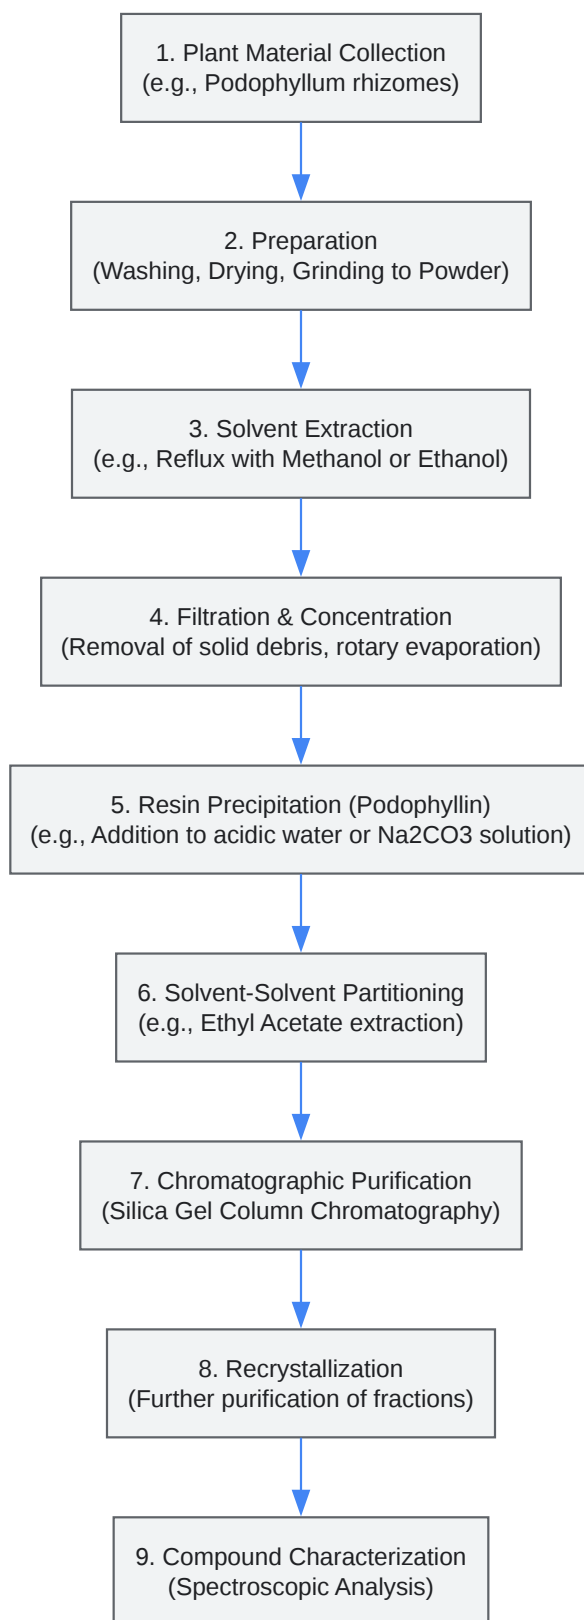 1. Plant Material Collection
(e.g., Podophyllum rhizomes)
2. Preparation
(Washing, Drying, Grinding to Powder)
3. Solvent Extraction
(e.g., Reflux with Methanol or Ethanol)
4. Filtration & Concentration
(Removal of solid debris, rotary evaporation)
5. Resin Precipitation (Podophyllin)
(e.g., Addition to acidic water or Na2CO3 solution)
6. Solvent-Solvent Partitioning
(e.g., Ethyl Acetate extraction)
7. Chromatographic Purification
(Silica Gel Column Chromatography)
8. Recrystallization
(Further purification of fractions)
9. Compound Characterization
(Spectroscopic Analysis)